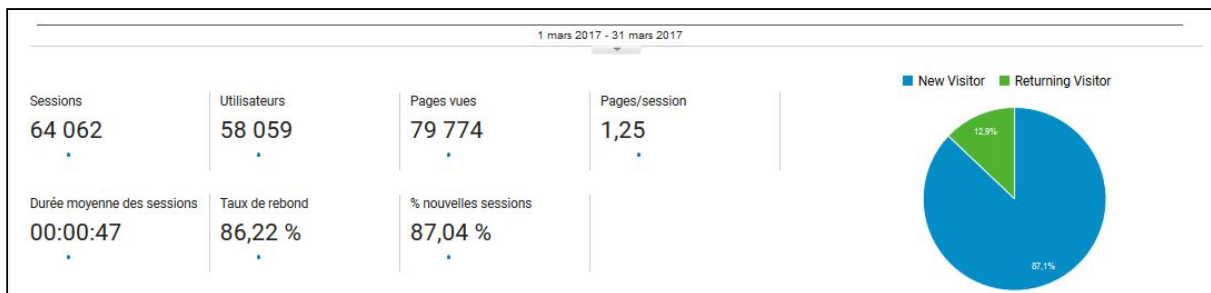 1 mars 2017 - 31 mars 2017
New Visitor Returning Visitor
Sessions
64 062
Utilisateurs
58 059
Pages vues
79 774
Pages/session
1,25
Durée moyenne des sessions
00:00:47
Taux de rebond
86,22 %
% nouvelles sessions
87,04 %
12,9%
87,1%